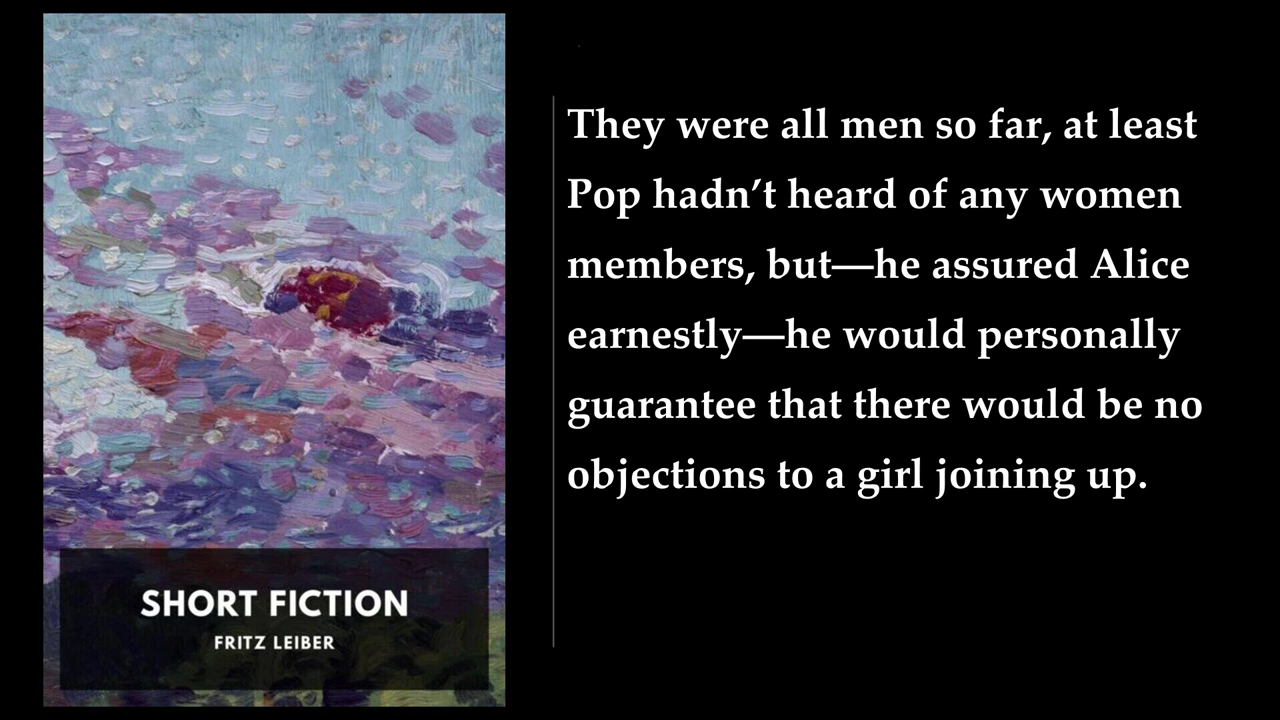 SHORT FICTION
FRITZ LEIBER
They were all men so far, at least
Pop hadn’t heard of any women
members, but—he assured Alice
earnestly—he would personally
guarantee that there would be no
objections to a girl joining up.